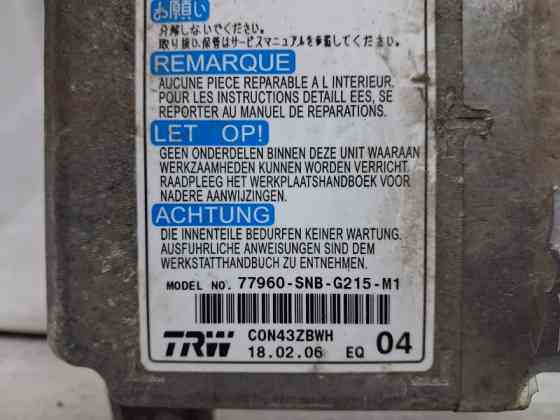 お願い
分解しないでください。
取り扱い、保管はサービスマニュアルを参照してください。
REMARQUE
AUCUNE PIECE REPARABLE A L INTERIEUR.
POUR LES INSTRUCTIONS DETAILL EES, SE
REPORTER AU MANUEL DE REPARATIONS.
LET OP!
GEEN ONDERDELEN BINNEN DEZE UNIT WAARAAN
WERKZAAMHEDEN KUNNEN WORDEN VERRICHT.
RAADPLEEG HET WERKPLAATSHANDBOEK VOOR
NADERE AANWIJZINGEN.
ACHTUNG
DIE INNENTEILE BEDURFEN KEINER WARTUNG.
AUSFUHRLICHE ANWEISUNGEN SIND DEM
WERKSTATTHANDBUCH ZU ENTNEHMEN.
MODEL NO. 77960-SNB-G215-M1
TRW C0N43ZBWH
18.02.06 EQ 04